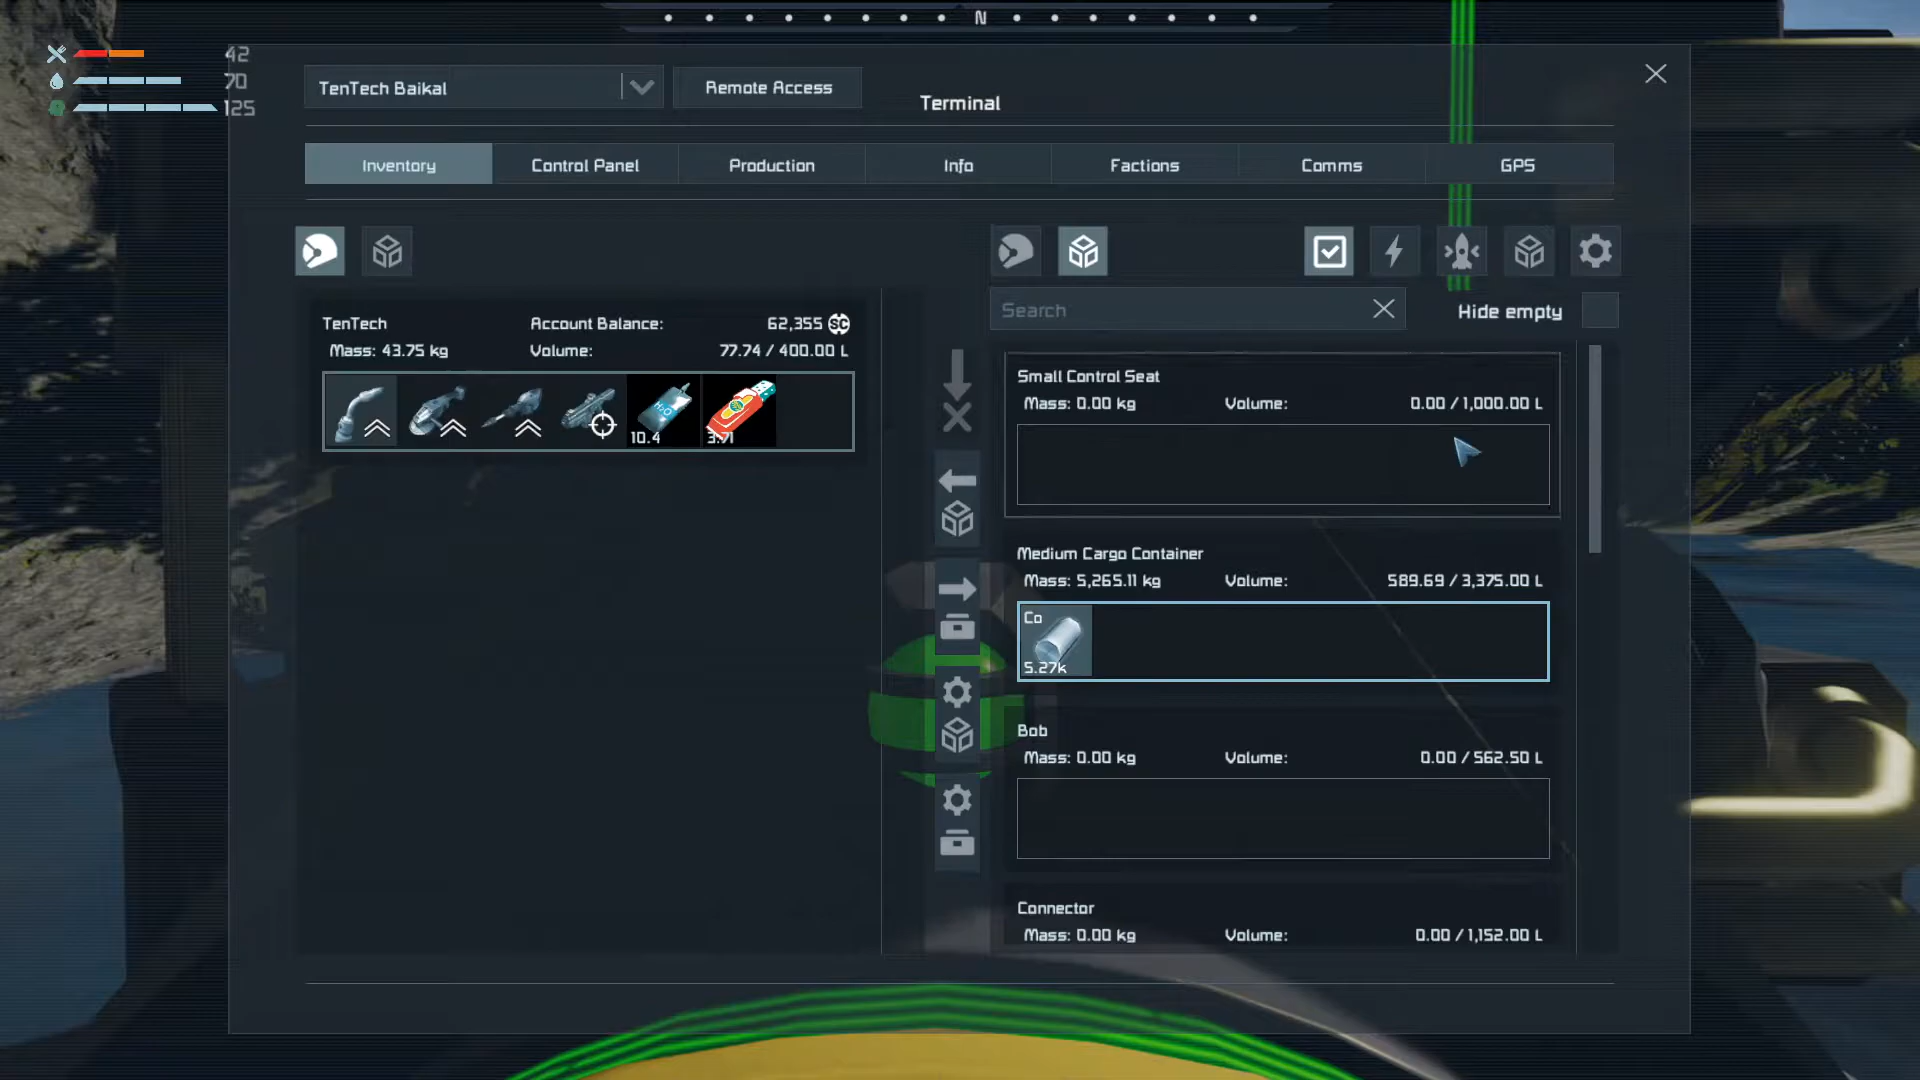 N
42
70
125
TenTech Baikal
Remote Access
Terminal
Inventory
Control Panel
Production
Info
Factions
Comms
GPS
Search
Hide empty
TenTech
Account Balance: 62,355 SC
Mass: 43.75 kg
Volume: 77.74 / 400.00 L
H2O
10.4
3.71
Small Control Seat
Mass: 0.00 kg
Volume: 0.00 / 1,000.00 L
Medium Cargo Container
Mass: 5,265.11 kg
Volume: 589.69 / 3,375.00 L
Co
5.27k
Bob
Mass: 0.00 kg
Volume: 0.00 / 562.50 L
Connector
Mass: 0.00 kg
Volume: 0.00 / 1,152.00 L